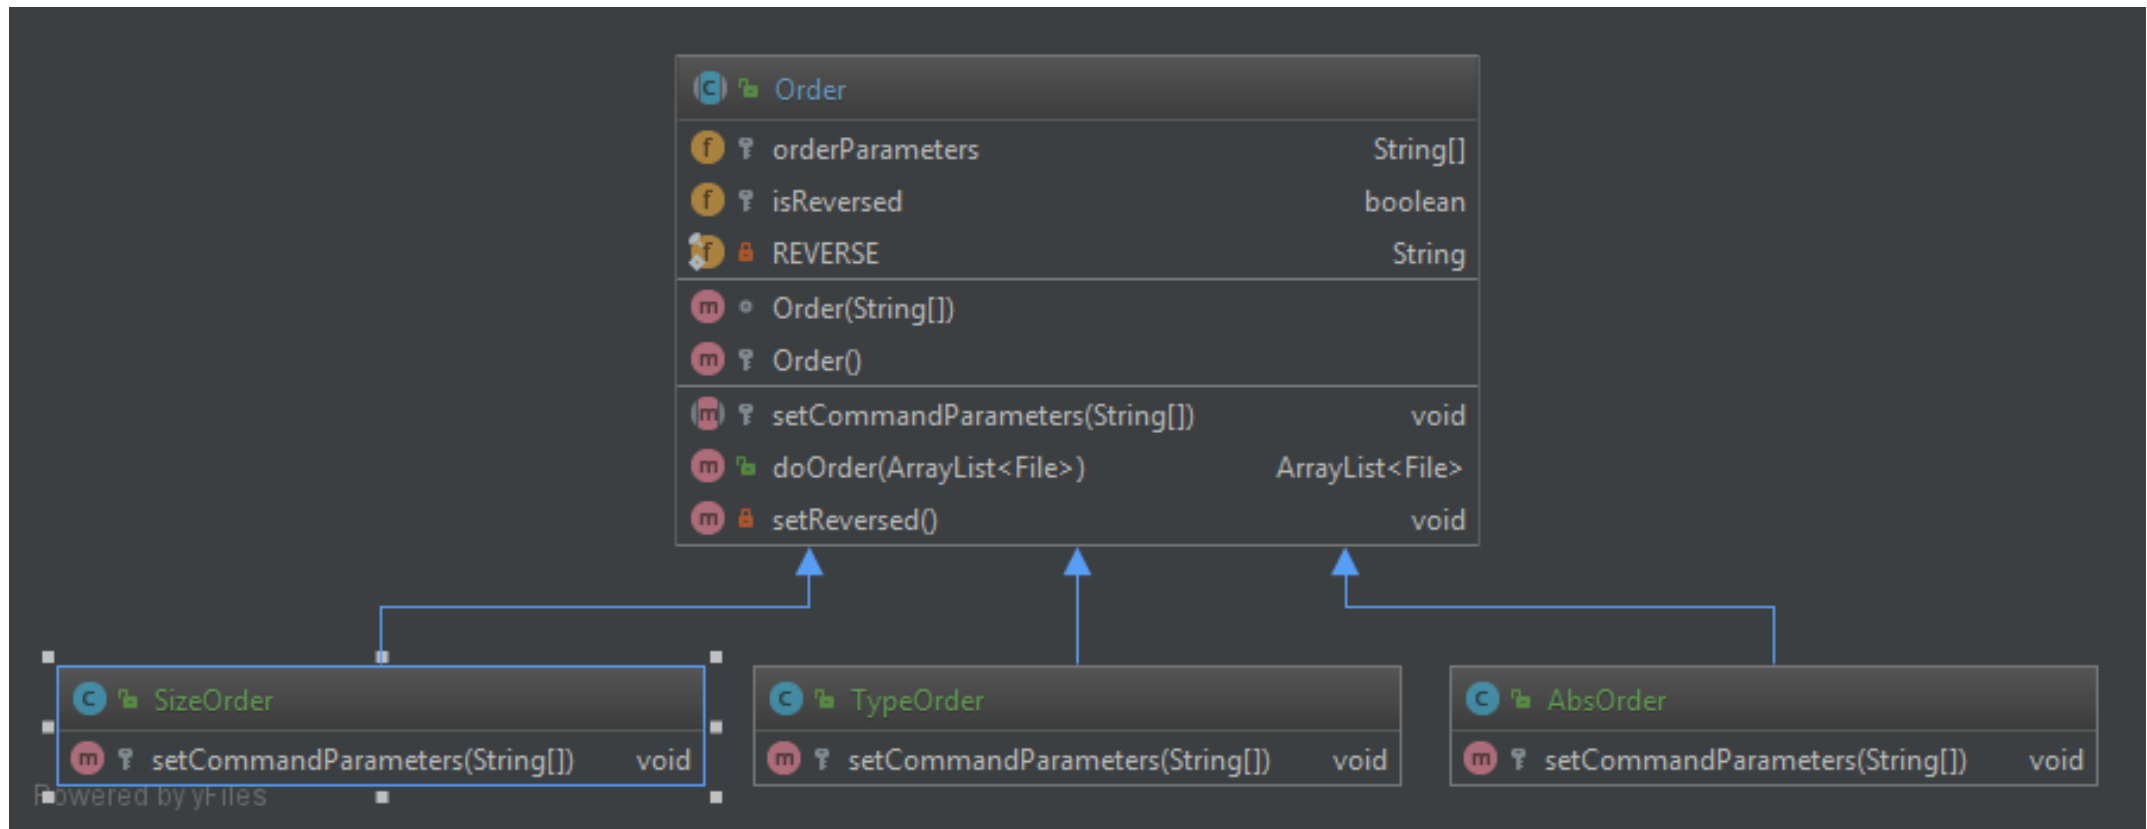 Order
orderParameters String[]
isReversed boolean
REVERSE String
Order(String[])
Order()
setCommandParameters(String[]) void
doOrder(ArrayList<File>) ArrayList<File>
setReversed() void
SizeOrder
setCommandParameters(String[]) void
TypeOrder
setCommandParameters(String[]) void
AbsOrder
setCommandParameters(String[]) void
Powered by yFiles